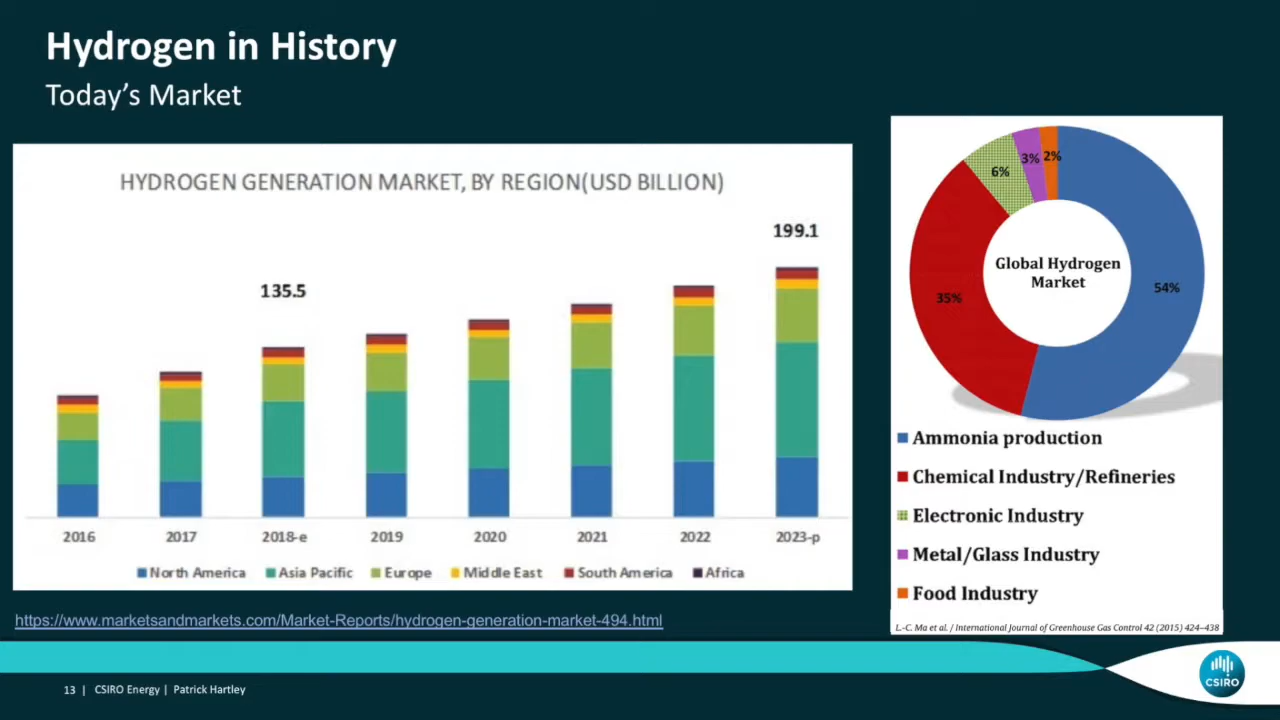 Hydrogen in History
Today's Market
HYDROGEN GENERATION MARKET, BY REGION(USD BILLION)
199.1
135.5
2016
2017
2018-e
2019
2020
2021
2022
2023-p
North America
Asia Pacific
Europe
Middle East
South America
Africa
https://www.marketsandmarkets.com/Market-Reports/hydrogen-generation-market-494.html
6%
3%
2%
Global Hydrogen
Market
35%
54%
Ammonia production
Chemical Industry/Refineries
Electronic Industry
Metal/Glass Industry
Food Industry
L.-C. Ma et al. / International Journal of Greenhouse Gas Control 42 (2015) 424–438
13 | CSIRO Energy | Patrick Hartley
CSIRO